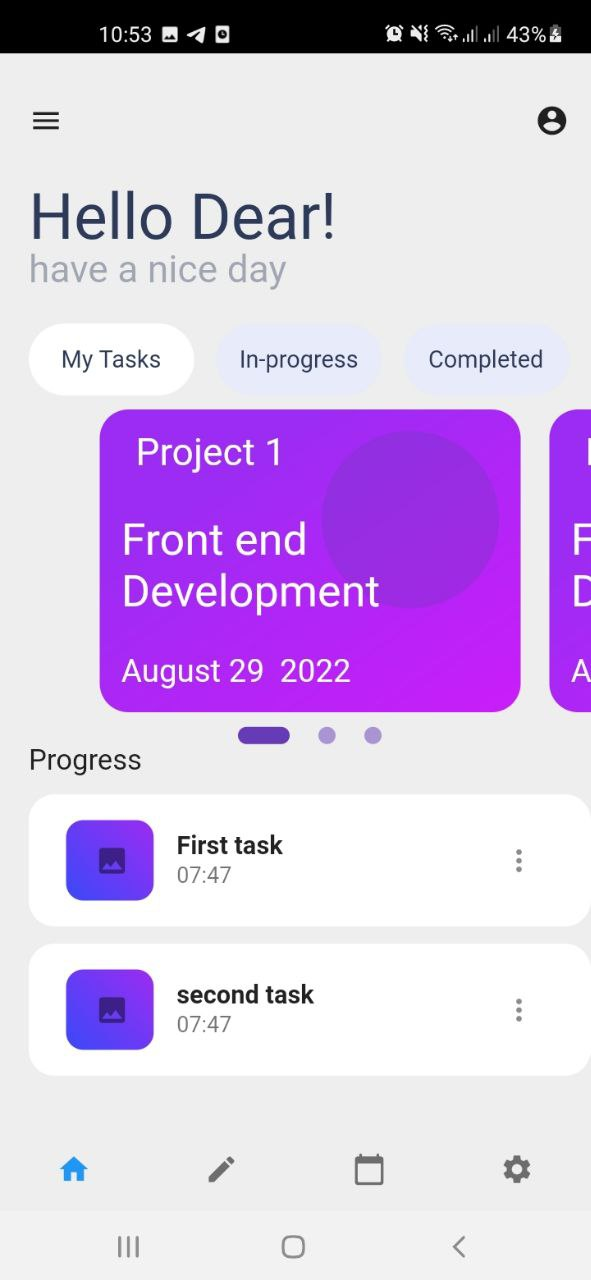 10:53 43%
Hello Dear!
have a nice day
My Tasks In-progress Completed
Project 1
Front end
Development
August 29  2022
Progress
First task
07:47
second task
07:47